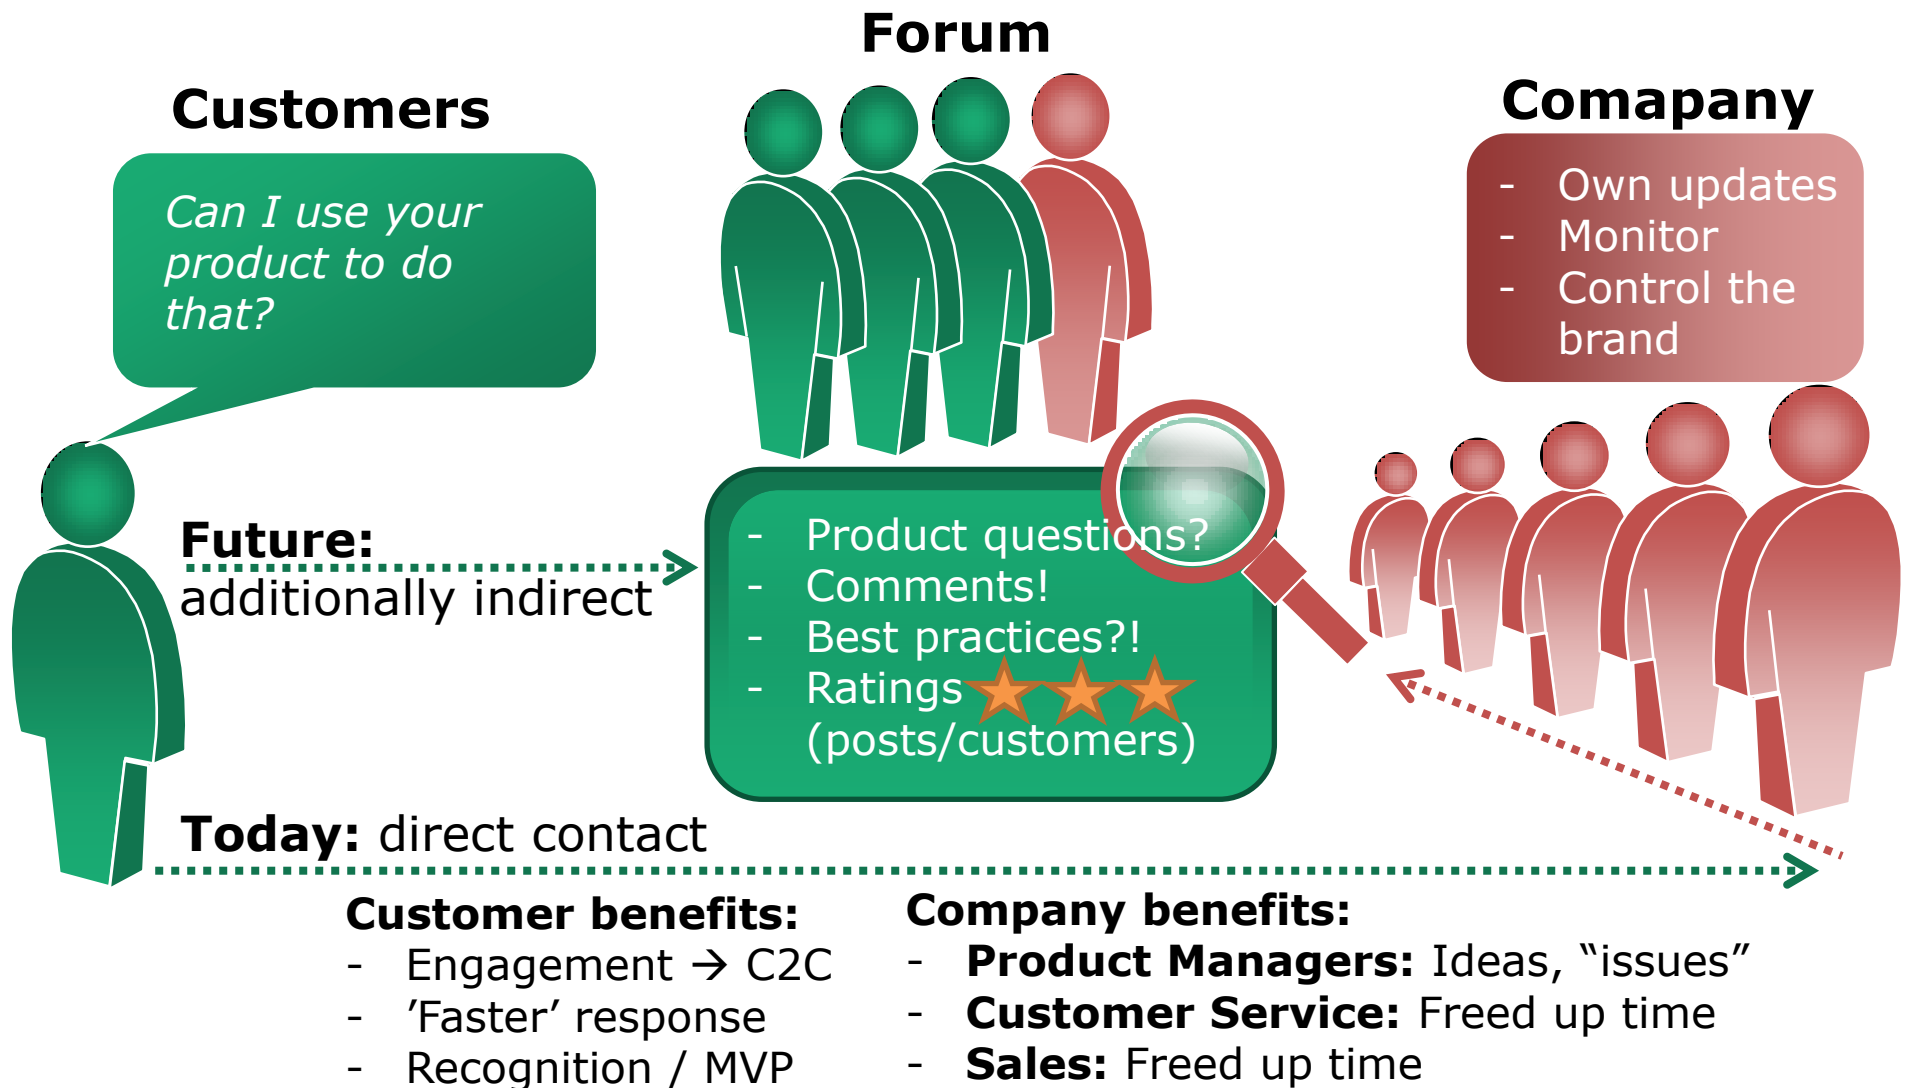 Forum
Customers
Comapany
Can I use your
product to do
that?
- Own updates
- Monitor
- Control the
brand
Future:
additionally indirect
- Product questions?
- Comments!
- Best practices?!
- Ratings
(posts/customers)
Today: direct contact
Customer benefits:
- Engagement → C2C
- ’Faster’ response
- Recognition / MVP
Company benefits:
- Product Managers: Ideas, “issues”
- Customer Service: Freed up time
- Sales: Freed up time